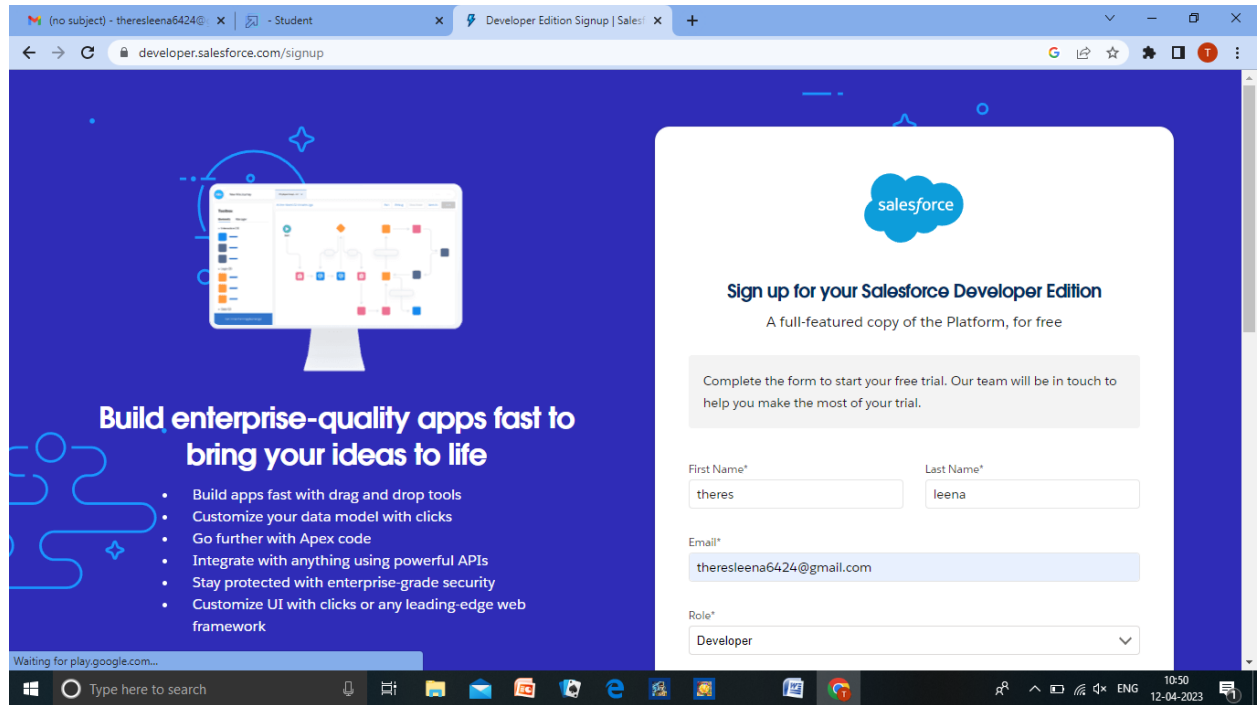 (no subject) - theresleena6424@
- Student
Developer Edition Signup | Sales
developer.salesforce.com/signup
T
salesforce
Sign up for your Salesforce Developer Edition
A full-featured copy of the Platform, for free
Complete the form to start your free trial. Our team will be in touch to
help you make the most of your trial.
Build enterprise-quality apps fast to
bring your ideas to life
Build apps fast with drag and drop tools
Customize your data model with clicks
Go further with Apex code
Integrate with anything using powerful APIs
Stay protected with enterprise-grade security
Customize UI with clicks or any leading-edge web
framework
First Name*
Last Name*
theres
leena
Email*
theresleena6424@gmail.com
Role*
Developer
Waiting for play.google.com...
Type here to search
ENG
10:50
12-04-2023